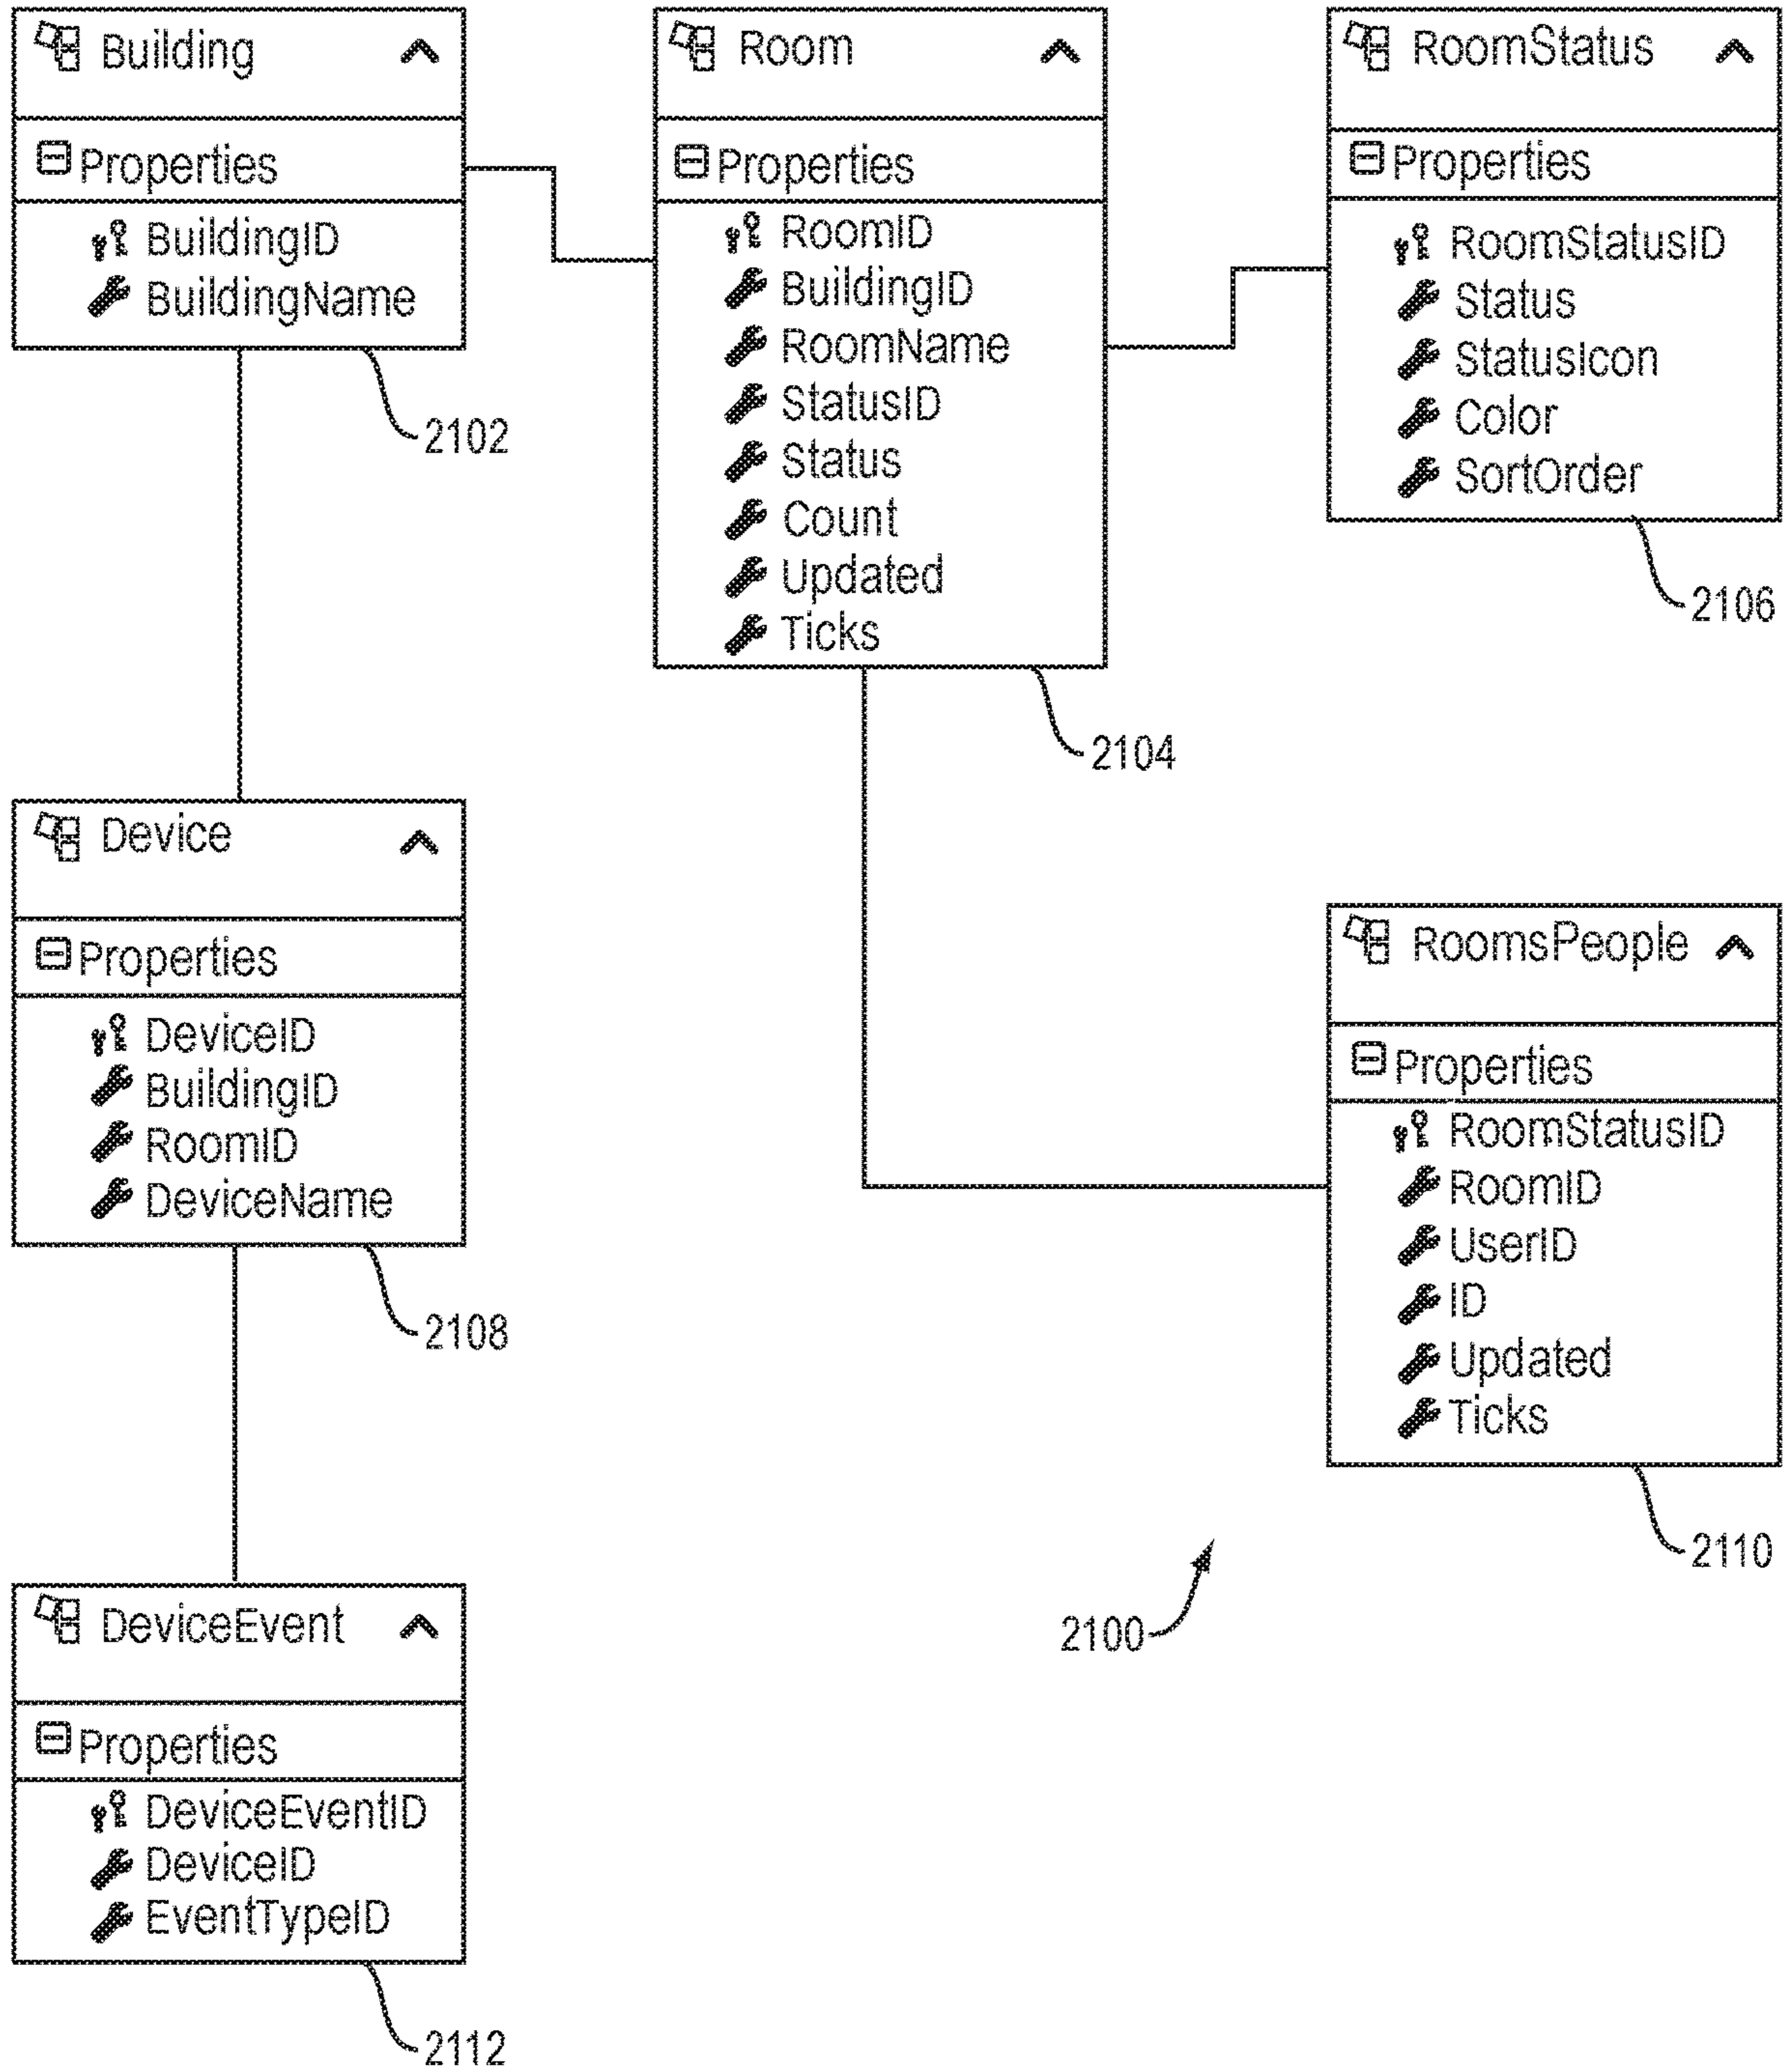 Building
Properties
BuildingID
BuildingName
2102
Room
Properties
RoomID
BuildingID
RoomName
StatusID
Status
Count
Updated
Ticks
2104
RoomStatus
Properties
RoomStatusID
Status
StatusIcon
Color
SortOrder
2106
Device
Properties
DeviceID
BuildingID
RoomID
DeviceName
2108
RoomsPeople
Properties
RoomStatusID
RoomID
UserID
ID
Updated
Ticks
2110
DeviceEvent
Properties
DeviceEventID
DeviceID
EventTypeID
2112
2100